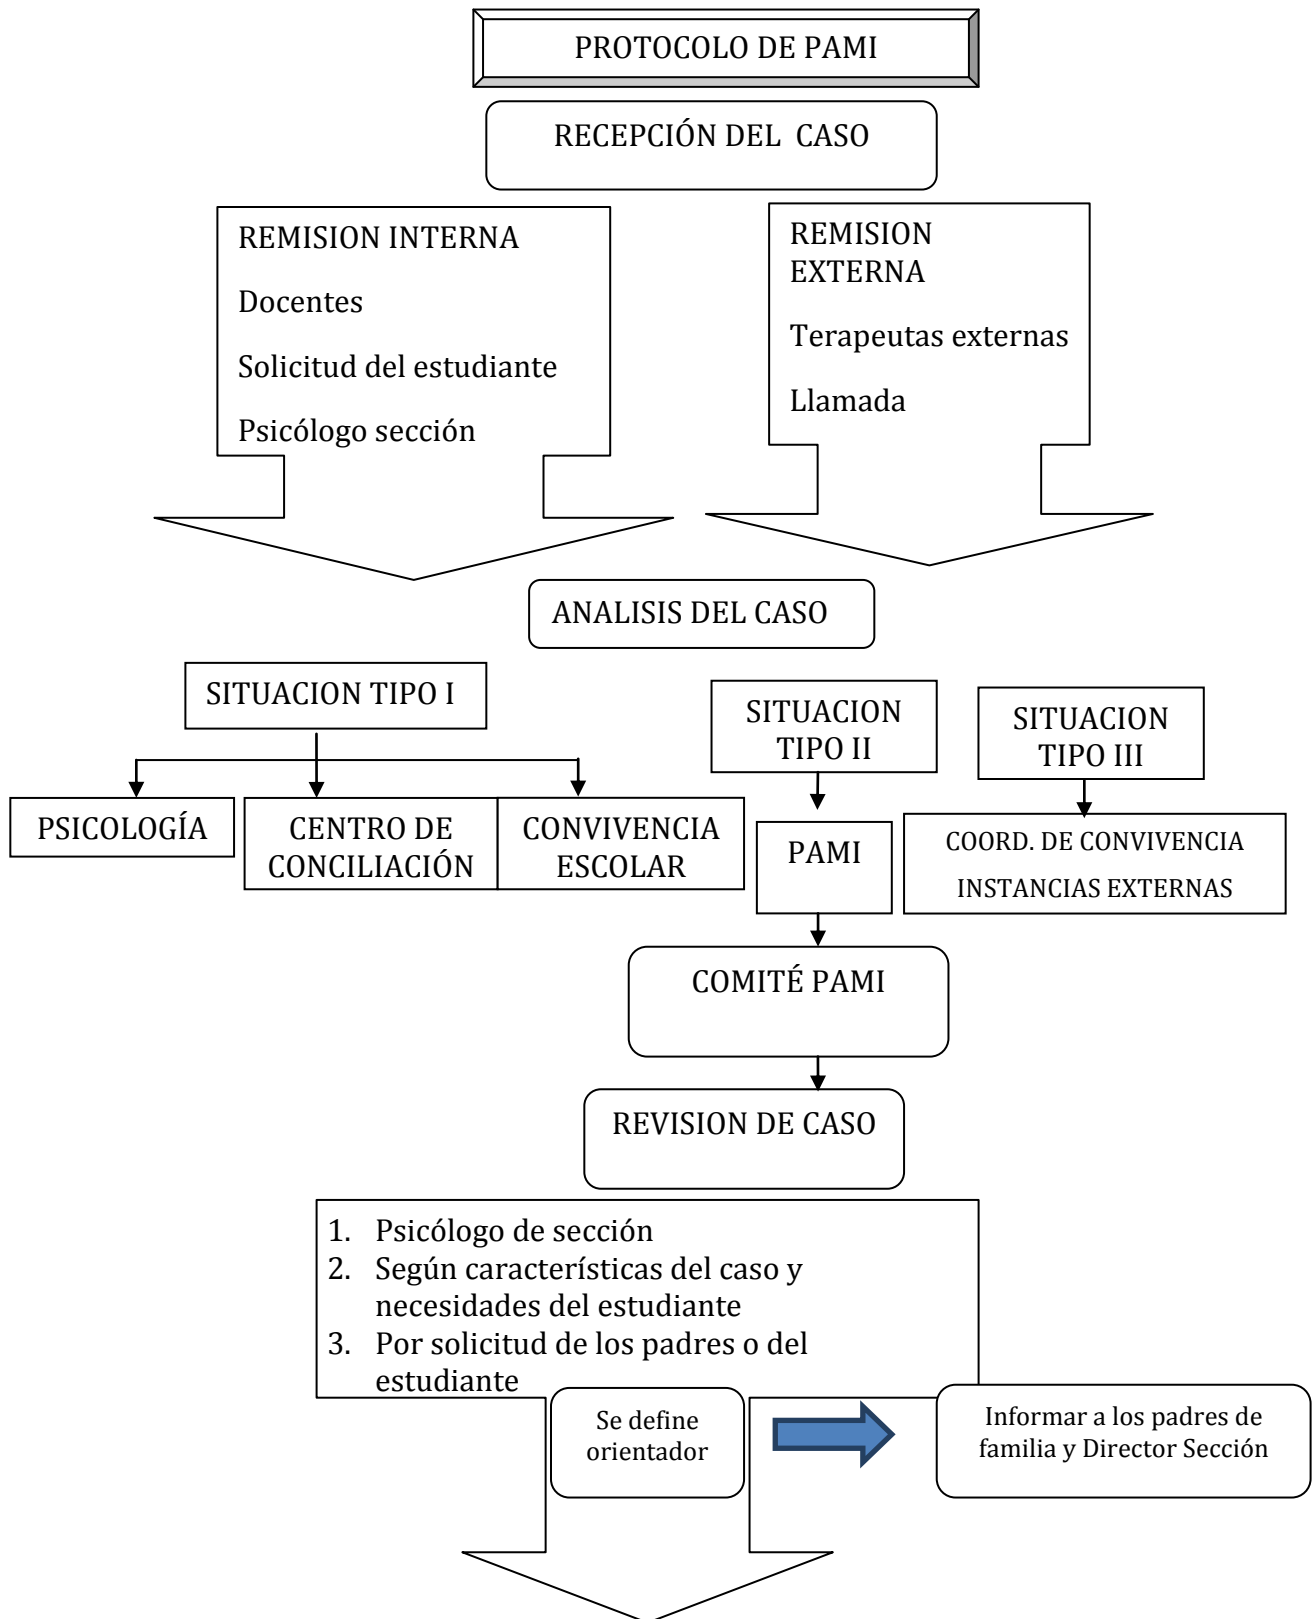 PROTOCOLO DE PAMI
RECEPCIÓN DEL CASO
REMISION INTERNA
Docentes
Solicitud del estudiante
Psicólogo sección
REMISION
EXTERNA
Terapeutas externas
Llamada
ANALISIS DEL CASO
SITUACION TIPO I
SITUACION
TIPO II
SITUACION
TIPO III
PSICOLOGÍA
CENTRO DE
CONCILIACIÓN
CONVIVENCIA
ESCOLAR
PAMI
COORD. DE CONVIVENCIA
INSTANCIAS EXTERNAS
COMITÉ PAMI
REVISION DE CASO
1. Psicólogo de sección
2. Según características del caso y
necesidades del estudiante
3. Por solicitud de los padres o del
estudiante
Se define
orientador
Informar a los padres de
familia y Director Sección